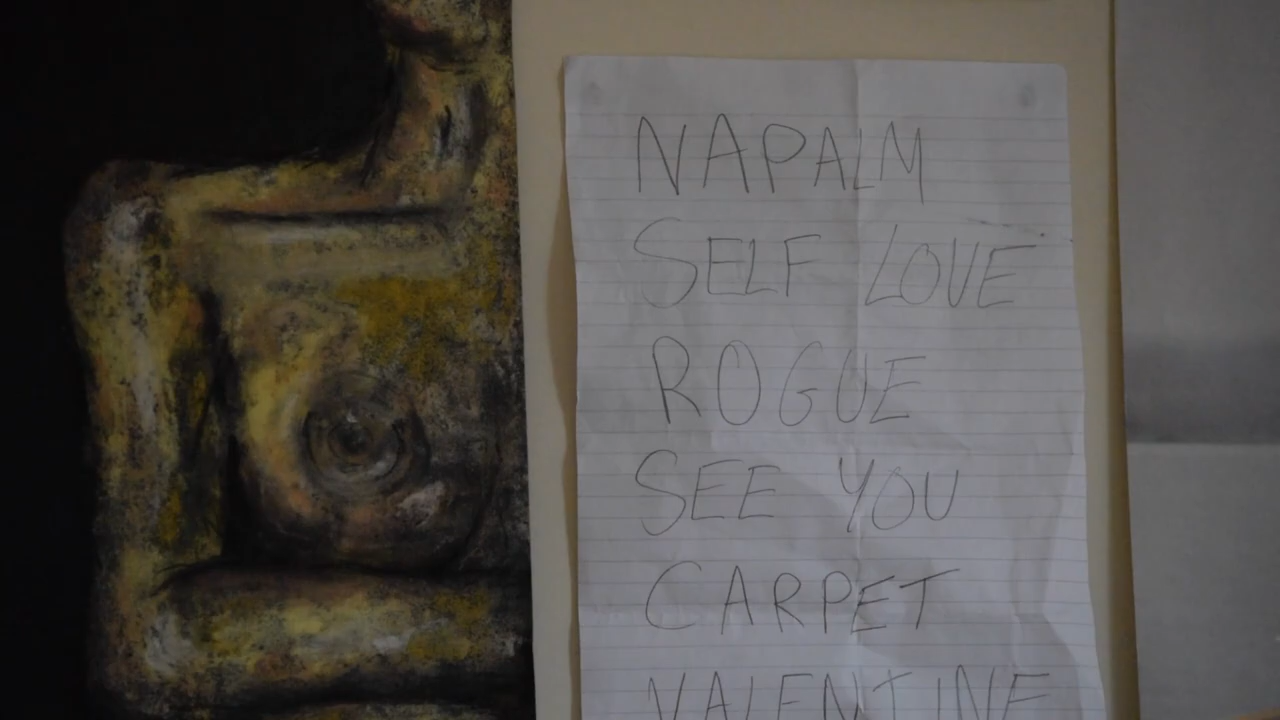 NAPALM
SELF LOVE
ROGUE
SEE YOU
CARPET
VALENTINE